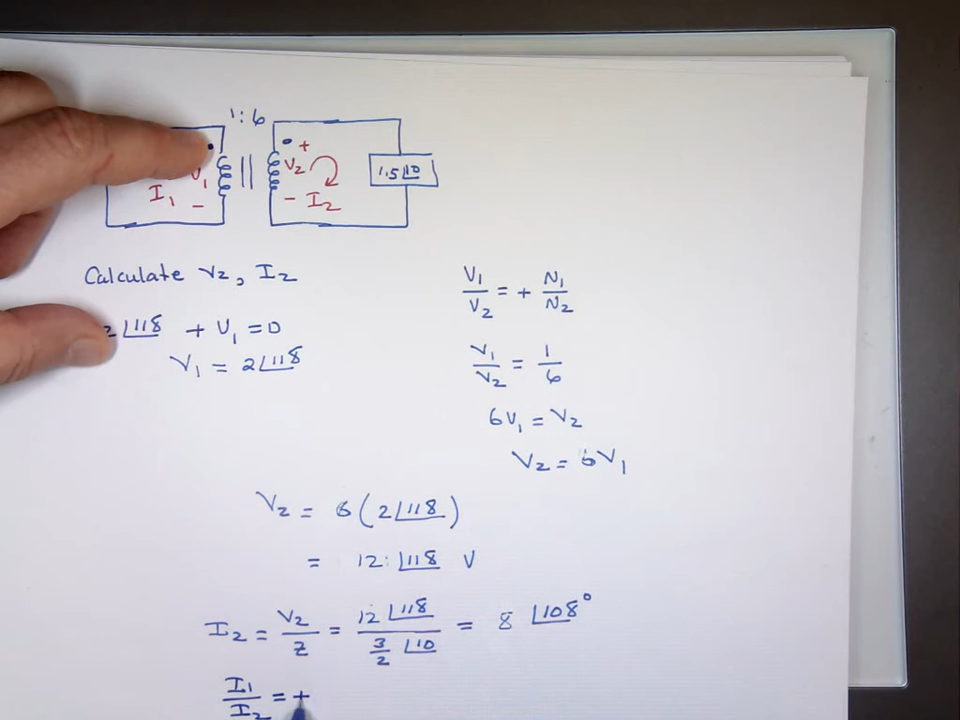 1:6
+ +
V₁ V₂ 1.5∠10
I₁ − − I₂
Calculate V₂, I₂
2∠118 + V₁ = 0
V₁ = 2∠118
V₁/V₂ = + N₁/N₂
V₁/V₂ = 1/6
6V₁ = V₂
V₂ = 6V₁
V₂ = 6(2∠118)
= 12∠118 V
I₂ = V₂/Z = 12∠118 / (3/2 ∠10) = 8∠108°
I₁/I₂ = +